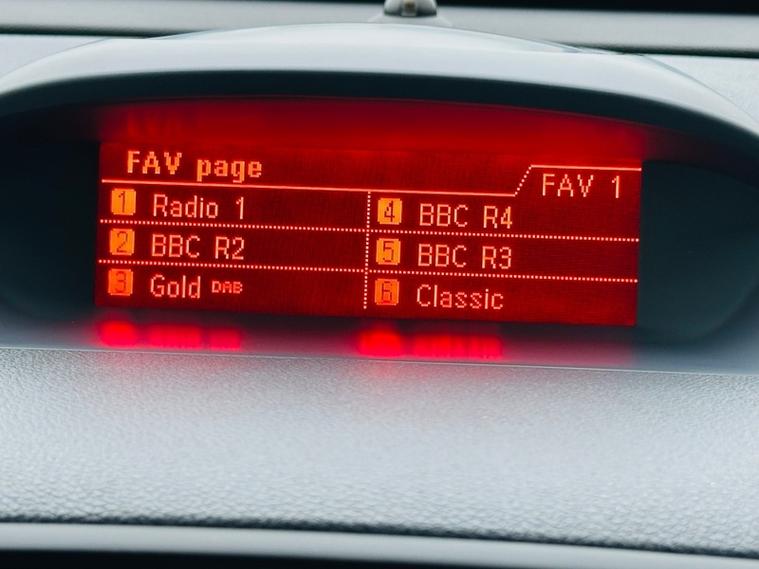 FAV page
FAV 1
1 Radio 1
2 BBC R2
3 Gold DAB
4 BBC R4
5 BBC R3
6 Classic